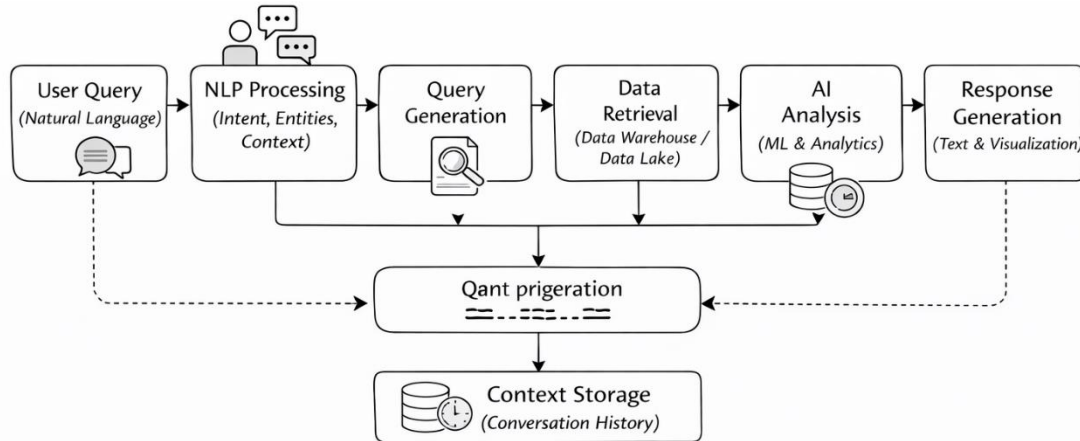 User Query
(Natural Language)
NLP Processing
(Intent, Entities,
Context)
Query
Generation
Data
Retrieval
(Data Warehouse /
Data Lake)
AI
Analysis
(ML & Analytics)
Response
Generation
(Text & Visualization)
Qant prigeration
Context Storage
(Conversation History)